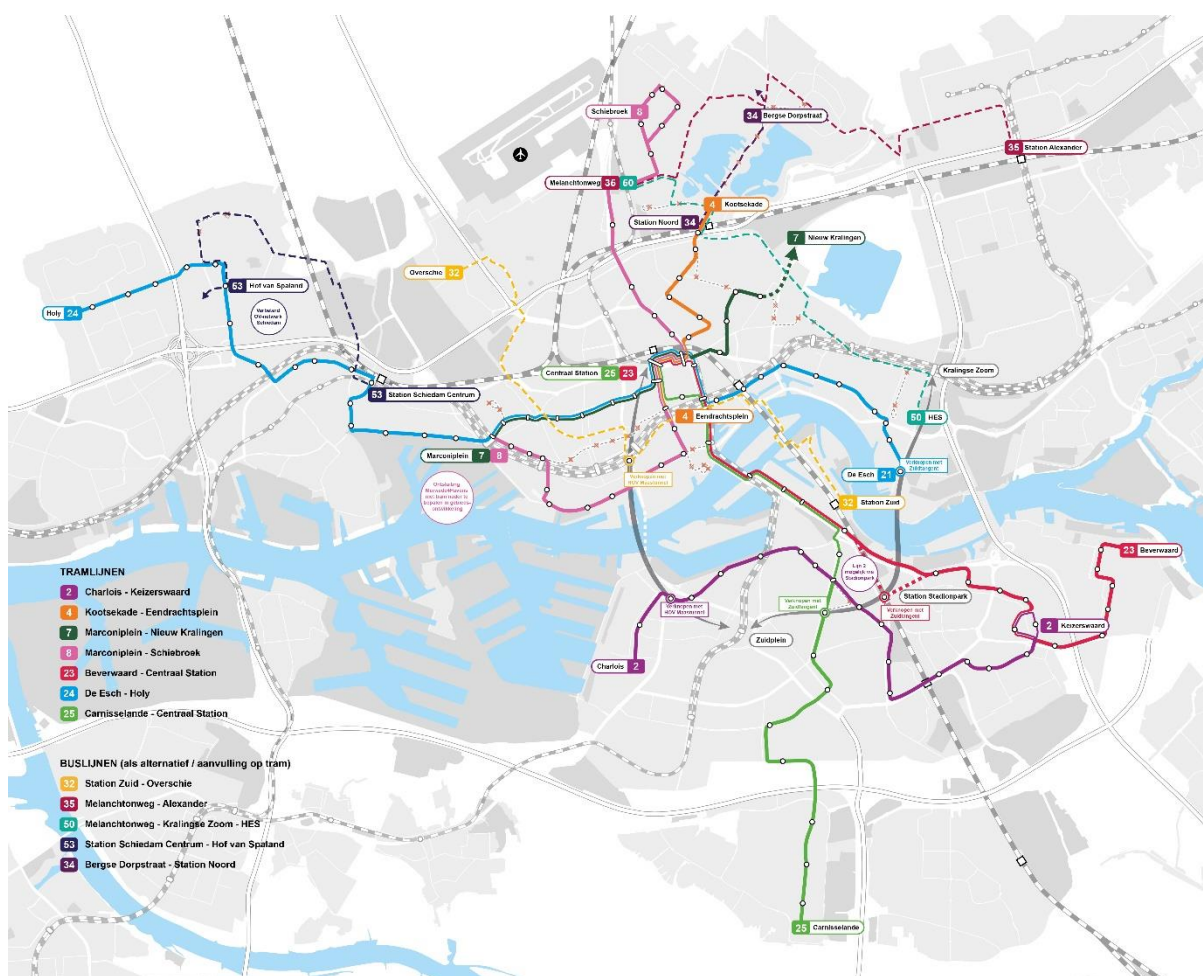 Schiebroek 8
34 Bergse Dorpstraat
35 Station Alexander
Melanchtonweg 35 50
4 Kootsekade
Station Noord 34
7 Nieuw Kralingen
Overschie 32
53 Hof van Spaland
Holy 24
Centraal Station 25 23
Kralingse Zoom
53 Station Schiedam Centrum
4 Eendrachtsplein
50 HES
Marconiplein 7 8
De Esch 21
32 Station Zuid
23 Beverwaard
Station Stadionpark
2 Keizerswaard
Zuidplein
Charlois 2
25 Carnisselande
TRAMLIJNEN
2 Charlois - Keizerswaard
4 Kootsekade - Eendrachtsplein
7 Marconiplein - Nieuw Kralingen
8 Marconiplein - Schiebroek
23 Beverwaard - Centraal Station
24 De Esch - Holy
25 Carnisselande - Centraal Station
BUSLIJNEN (als alternatief / aanvulling op tram)
32 Station Zuid - Overschie
35 Melanchtonweg - Alexander
50 Melanchtonweg - Kralingse Zoom - HES
53 Station Schiedam Centrum - Hof van Spaland
34 Bergse Dorpstraat - Station Noord